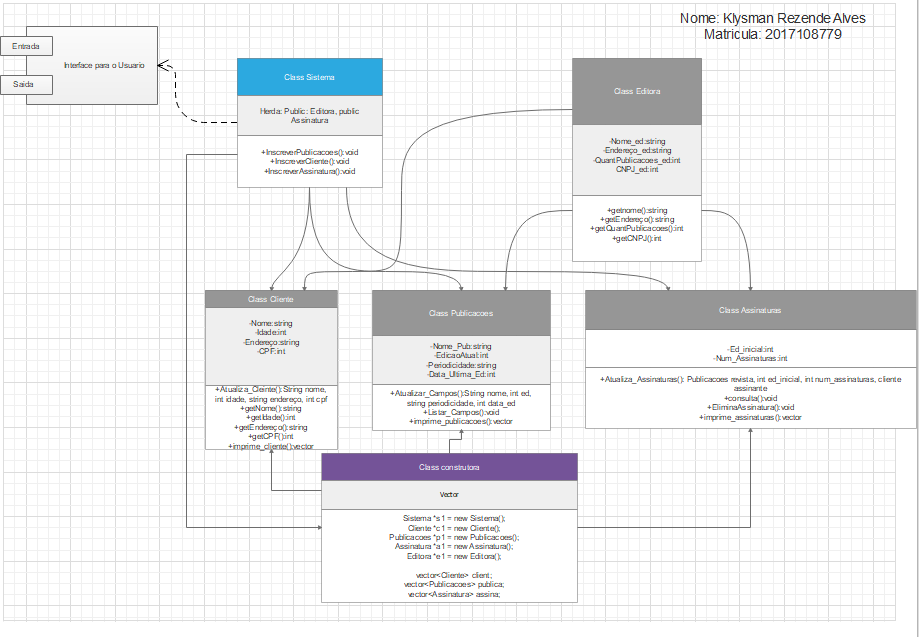 Nome: Klysman Rezende Alves
Matricula: 2017108779
Entrada
Interface para o Usuario
Saida
Class Sistema
Herda: Public: Editora, public
Assinatura
+InscreverPublicacoes():void
+InscreverCliente():void
+InscreverAssinatura():void
Class Editora
-Nome_ed:string
-Endereço_ed:string
-QuantPublicacoes_ed:int
CNPJ_ed:int
+getnome():string
+getEndereço():string
+getQuantPublicacoes():int
+getCNPJ():int
Class Cliente
-Nome:string
-Idade:int
-Endereço:string
-CPF:int
+Atualiza_Cleinte():String nome,
int idade, string endereço, int cpf
+getNome():string
+getIdade():int
+getEndereço():string
+getCPF():int
+imprime_cliente():vector
Class Publicacoes
-Nome_Pub:string
-EdicaoAtual:int
-Periodicidade:string
-Data_Ultima_Ed:int
+Atualizar_Campos():String nome, int ed,
string periodicidade, int data_ed
+Listar_Campos():void
+imprime_publicacoes():vector
Class Assinaturas
-Ed_inicial:int
-Num_Assinaturas:int
+Atualiza_Assinaturas(): Publicacoes revista, int ed_inicial, int num_assinaturas, cliente
assinante
+consulta():void
+EliminaAssinatura():void
+imprime_assinaturas():vector
Class construtora
Vector
Sistema *s1 = new Sistema();
Cliente *c1 = new Cliente();
Publicacoes *p1 = new Publicacoes();
Assinatura *a1 = new Assinatura();
Editora *e1 = new Editora();
vector<Cliente> client;
vector<Publicacoes> publica;
vector<Assinatura> assina;